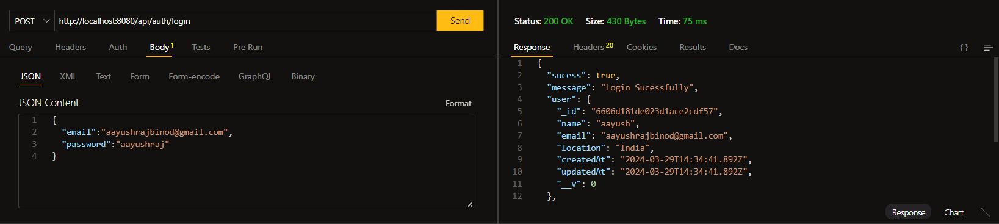 POST http://localhost:8080/api/auth/login Send
Query Headers Auth Body 1 Tests Pre Run
JSON XML Text Form Form-encode GraphQL Binary
JSON Content Format
1 {
2 "email":"aayushrajbinod@gmail.com",
3 "password":"aayushraj"
4 }
Status: 200 OK Size: 430 Bytes Time: 75 ms
Response Headers 20 Cookies Results Docs { }
1 {
2 "sucess": true,
3 "message": "Login Sucessfully",
4 "user": {
5 "_id": "6606d181de023d1ace2cdf57",
6 "name": "aayush",
7 "email": "aayushrajbinod@gmail.com",
8 "location": "India",
9 "createdAt": "2024-03-29T14:34:41.892Z",
10 "updatedAt": "2024-03-29T14:34:41.892Z",
11 "__v": 0
12 },
Response Chart